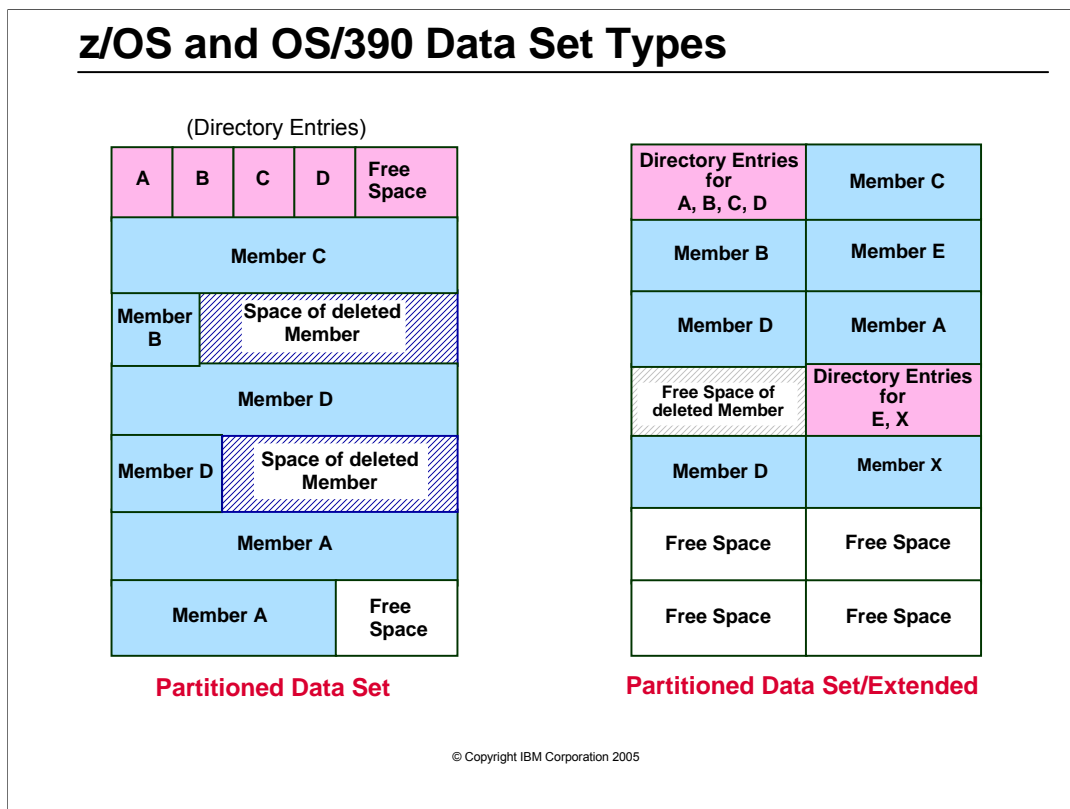 z/OS and OS/390 Data Set Types
(Directory Entries)
A
B
C
D
Free
Space
Member C
Member
B
Space of deleted
Member
Member D
Member D
Space of deleted
Member
Member A
Member A
Free
Space
Partitioned Data Set
Directory Entries
for
A, B, C, D
Member C
Member B
Member E
Member D
Member A
Free Space of
deleted Member
Directory Entries
for
E, X
Member D
Member X
Free Space
Free Space
Free Space
Free Space
Partitioned Data Set/Extended
© Copyright IBM Corporation 2005